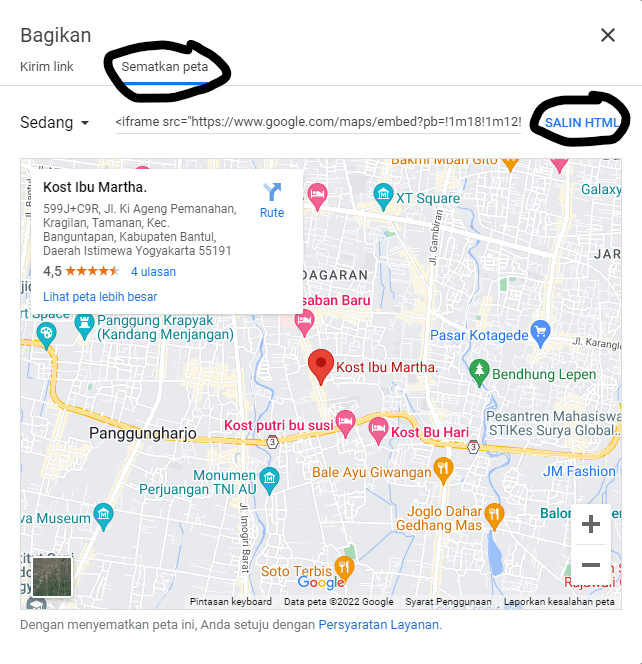 Bagikan
Kirim link
Sematkan peta
Sedang
<iframe src="https://www.google.com/maps/embed?pb=!1m18!1m12!
SALIN HTML
Bakmi Mbah Gito
Kost Ibu Martha.
599J+C9R, Jl. Ki Ageng Pemanahan,
Kragilan, Tamanan, Kec.
Banguntapan, Kabupaten Bantul,
Daerah Istimewa Yogyakarta 55191
Rute
4,5
4 ulasan
Lihat peta lebih besar
XT Square
Galaxy
Jl. Gambiran
JAR
DAGARAN
saban Baru
Panggung Krapyak
(Kandang Menjangan)
Pasar Kotagede
Jl. Karangl
Kost Ibu Martha.
Bendhung Lepen
Kost putri bu susi
Kost Bu Hari
Pesantren Mahasiswa
STIKes Surya Global...
Panggungharjo
3
3
Monumen
Perjuangan TNI AU
Bale Ayu Giwangan
JM Fashion
Jl. Imogiri Barat
va Museum
Joglo Dahar
Gedhang Mas
Soto Terbis
Google
Pintasan keyboard
Data peta ©2022 Google
Syarat Penggunaan
Laporkan kesalahan peta
Dengan menyematkan peta ini, Anda setuju dengan Persyaratan Layanan.